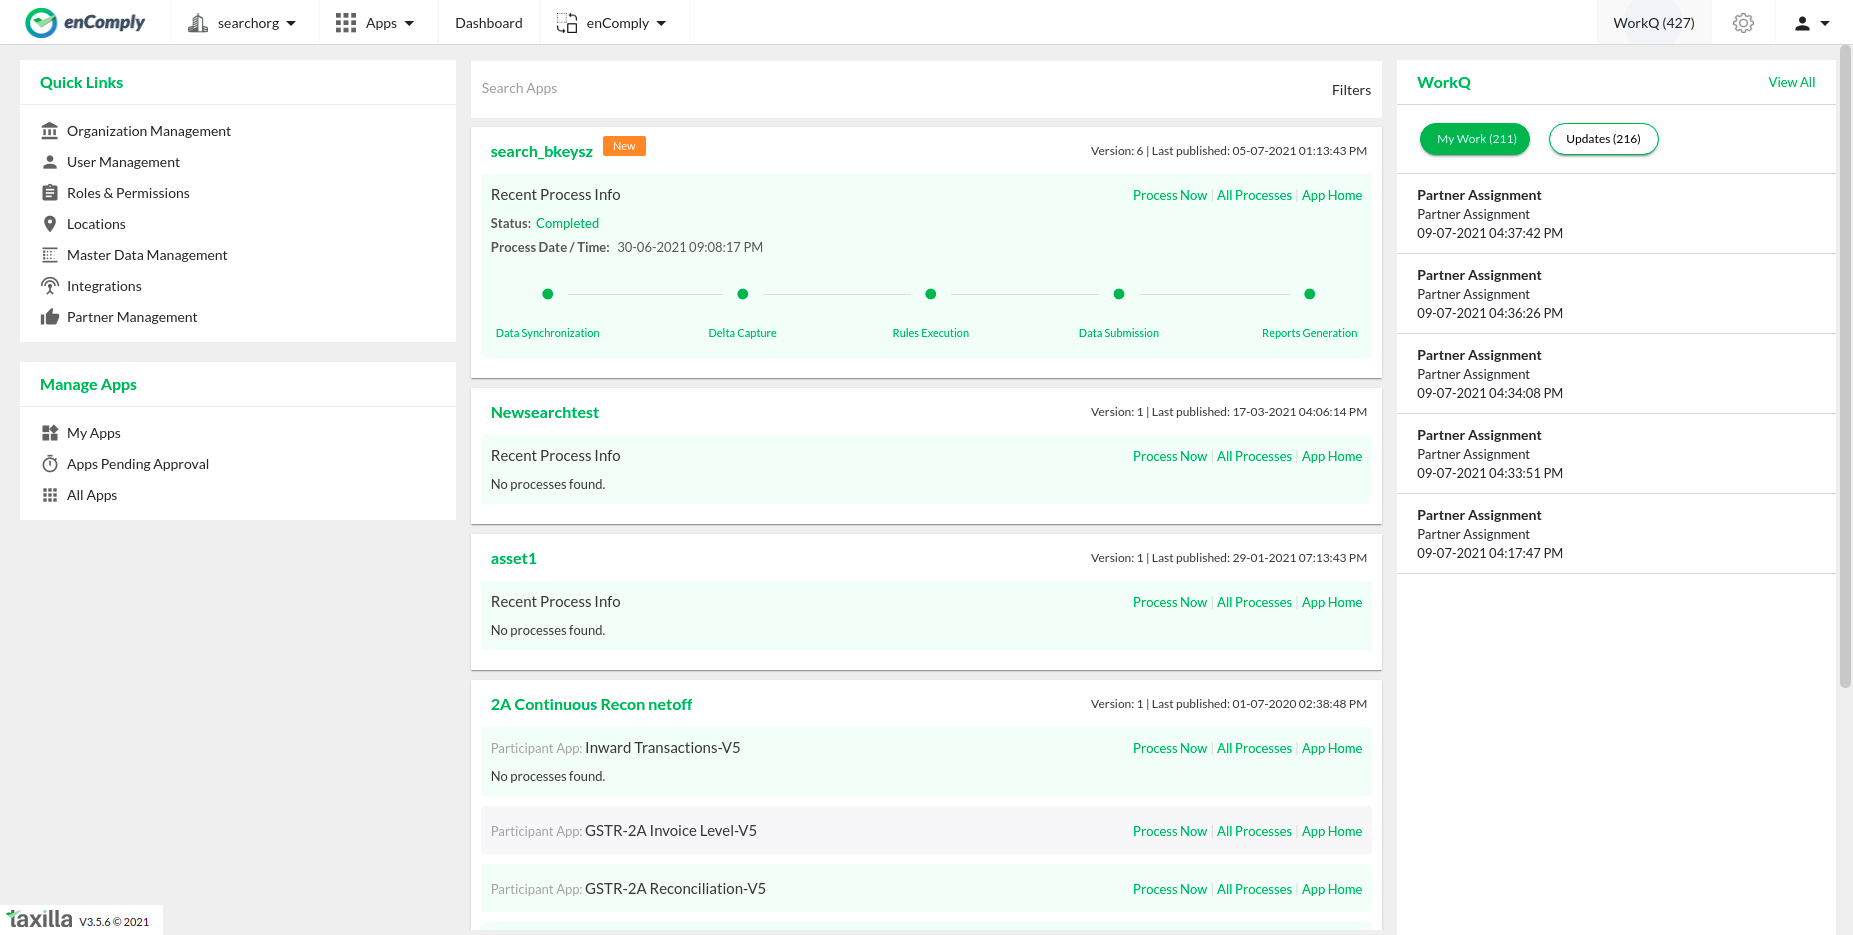 enComply
searchorg
Apps
Dashboard
enComply
WorkQ (427)
Quick Links
Organization Management
User Management
Roles & Permissions
Locations
Master Data Management
Integrations
Partner Management
Manage Apps
My Apps
Apps Pending Approval
All Apps
Search Apps
Filters
search_bkeysz New
Version: 6 | Last published: 05-07-2021 01:13:43 PM
Recent Process Info
Process Now | All Processes | App Home
Status: Completed
Process Date / Time: 30-06-2021 09:08:17 PM
Data Synchronization
Delta Capture
Rules Execution
Data Submission
Reports Generation
Newsearchtest
Version: 1 | Last published: 17-03-2021 04:06:14 PM
Recent Process Info
Process Now | All Processes | App Home
No processes found.
asset1
Version: 1 | Last published: 29-01-2021 07:13:43 PM
Recent Process Info
Process Now | All Processes | App Home
No processes found.
2A Continuous Recon netoff
Version: 1 | Last published: 01-07-2020 02:38:48 PM
Participant App: Inward Transactions-V5
Process Now | All Processes | App Home
No processes found.
Participant App: GSTR-2A Invoice Level-V5
Process Now | All Processes | App Home
Participant App: GSTR-2A Reconciliation-V5
Process Now | All Processes | App Home
WorkQ
View All
My Work (211)
Updates (216)
Partner Assignment
Partner Assignment
09-07-2021 04:37:42 PM
Partner Assignment
Partner Assignment
09-07-2021 04:36:26 PM
Partner Assignment
Partner Assignment
09-07-2021 04:34:08 PM
Partner Assignment
Partner Assignment
09-07-2021 04:33:51 PM
Partner Assignment
Partner Assignment
09-07-2021 04:17:47 PM
taxilla V3.5.6 © 2021